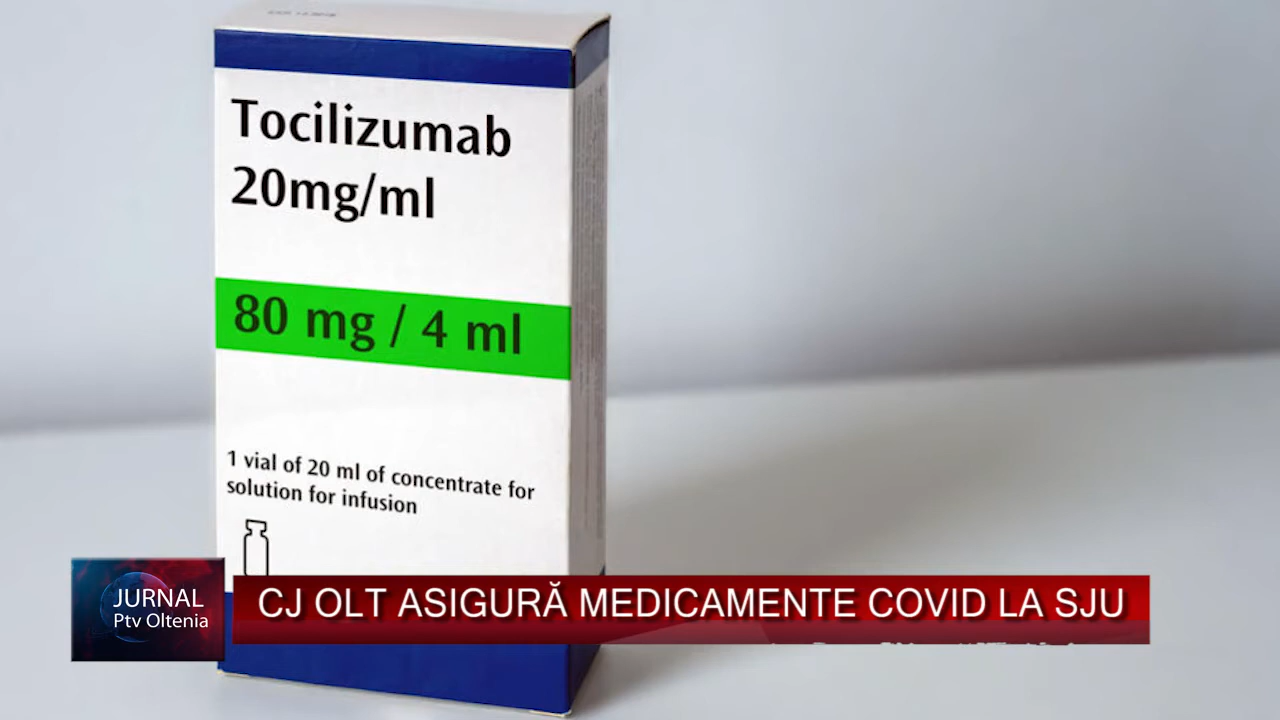 Tocilizumab
20mg/ml
80 mg / 4 ml
1 vial of 20 ml of concentrate for
solution for infusion
JURNAL
Ptv Oltenia
CJ OLT ASIGURĂ MEDICAMENTE COVID LA SJU